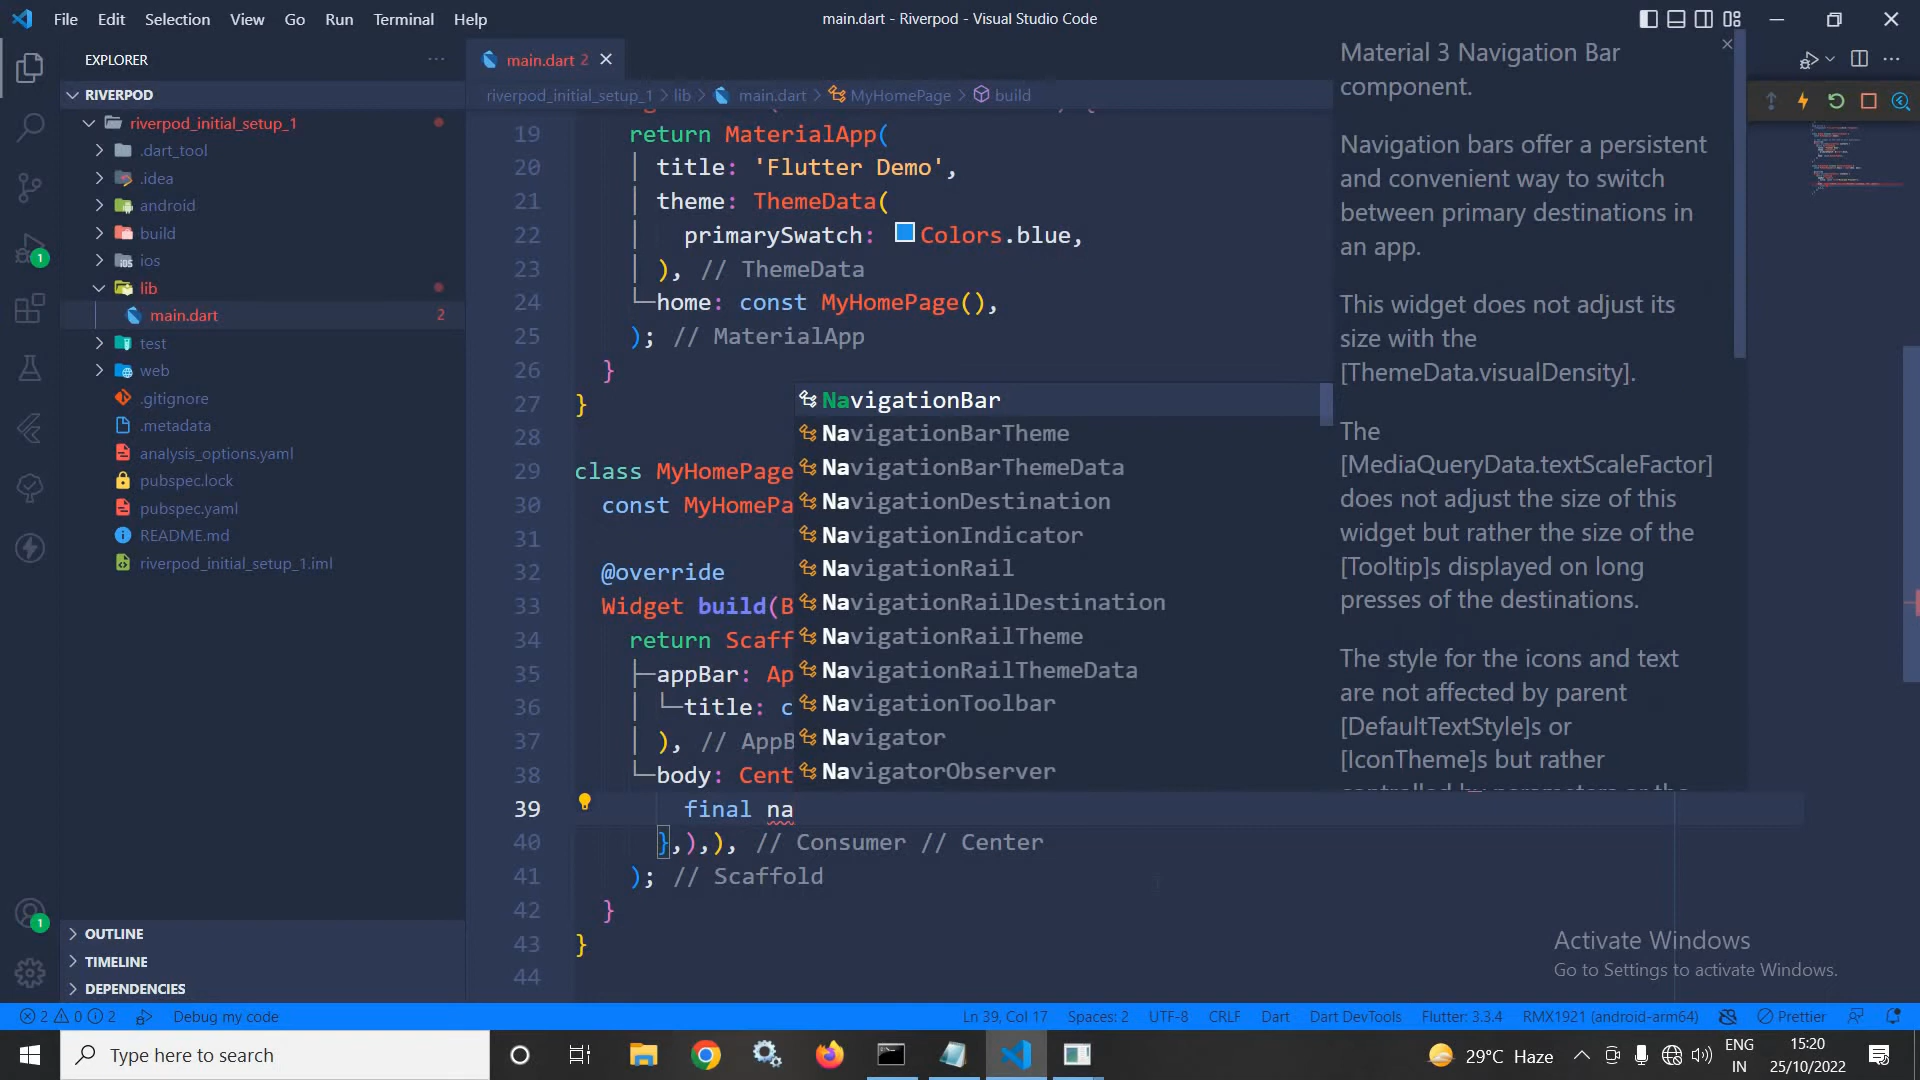 File Edit Selection View Go Run Terminal Help
main.dart - Riverpod - Visual Studio Code
EXPLORER
RIVERPOD
riverpod_initial_setup_1
.dart_tool
.idea
android
build
ios
lib
main.dart 2
test
web
.gitignore
.metadata
analysis_options.yaml
pubspec.lock
pubspec.yaml
README.md
riverpod_initial_setup_1.iml
OUTLINE
TIMELINE
DEPENDENCIES
1
1
main.dart 2
riverpod_initial_setup_1 > lib > main.dart > MyHomePage > build
19 return MaterialApp(
20 title: 'Flutter Demo',
21 theme: ThemeData(
22 primarySwatch: Colors.blue,
23 ), // ThemeData
24 home: const MyHomePage(),
25 ); // MaterialApp
26 }
27 }
28
29 class MyHomePage
30 const MyHomePa
31
32 @override
33 Widget build(B
34 return Scaff
35 appBar: Ap
36 title: c
37 ), // AppB
38 body: Cent
39 final na
40 },),), // Consumer // Center
41 ); // Scaffold
42 }
43 }
44
NavigationBar
NavigationBarTheme
NavigationBarThemeData
NavigationDestination
NavigationIndicator
NavigationRail
NavigationRailDestination
NavigationRailTheme
NavigationRailThemeData
NavigationToolbar
Navigator
NavigatorObserver
Material 3 Navigation Bar
component.
Navigation bars offer a persistent
and convenient way to switch
between primary destinations in
an app.
This widget does not adjust its
size with the
[ThemeData.visualDensity].
The
[MediaQueryData.textScaleFactor]
does not adjust the size of this
widget but rather the size of the
[Tooltip]s displayed on long
presses of the destinations.
The style for the icons and text
are not affected by parent
[DefaultTextStyle]s or
[IconTheme]s but rather
controlled by parameters or the
Activate Windows
Go to Settings to activate Windows.
2 0 2 Debug my code
Ln 39, Col 17 Spaces: 2 UTF-8 CRLF Dart Dart DevTools Flutter: 3.3.4 RMX1921 (android-arm64) Prettier
Type here to search
29°C Haze
ENG
IN
15:20
25/10/2022